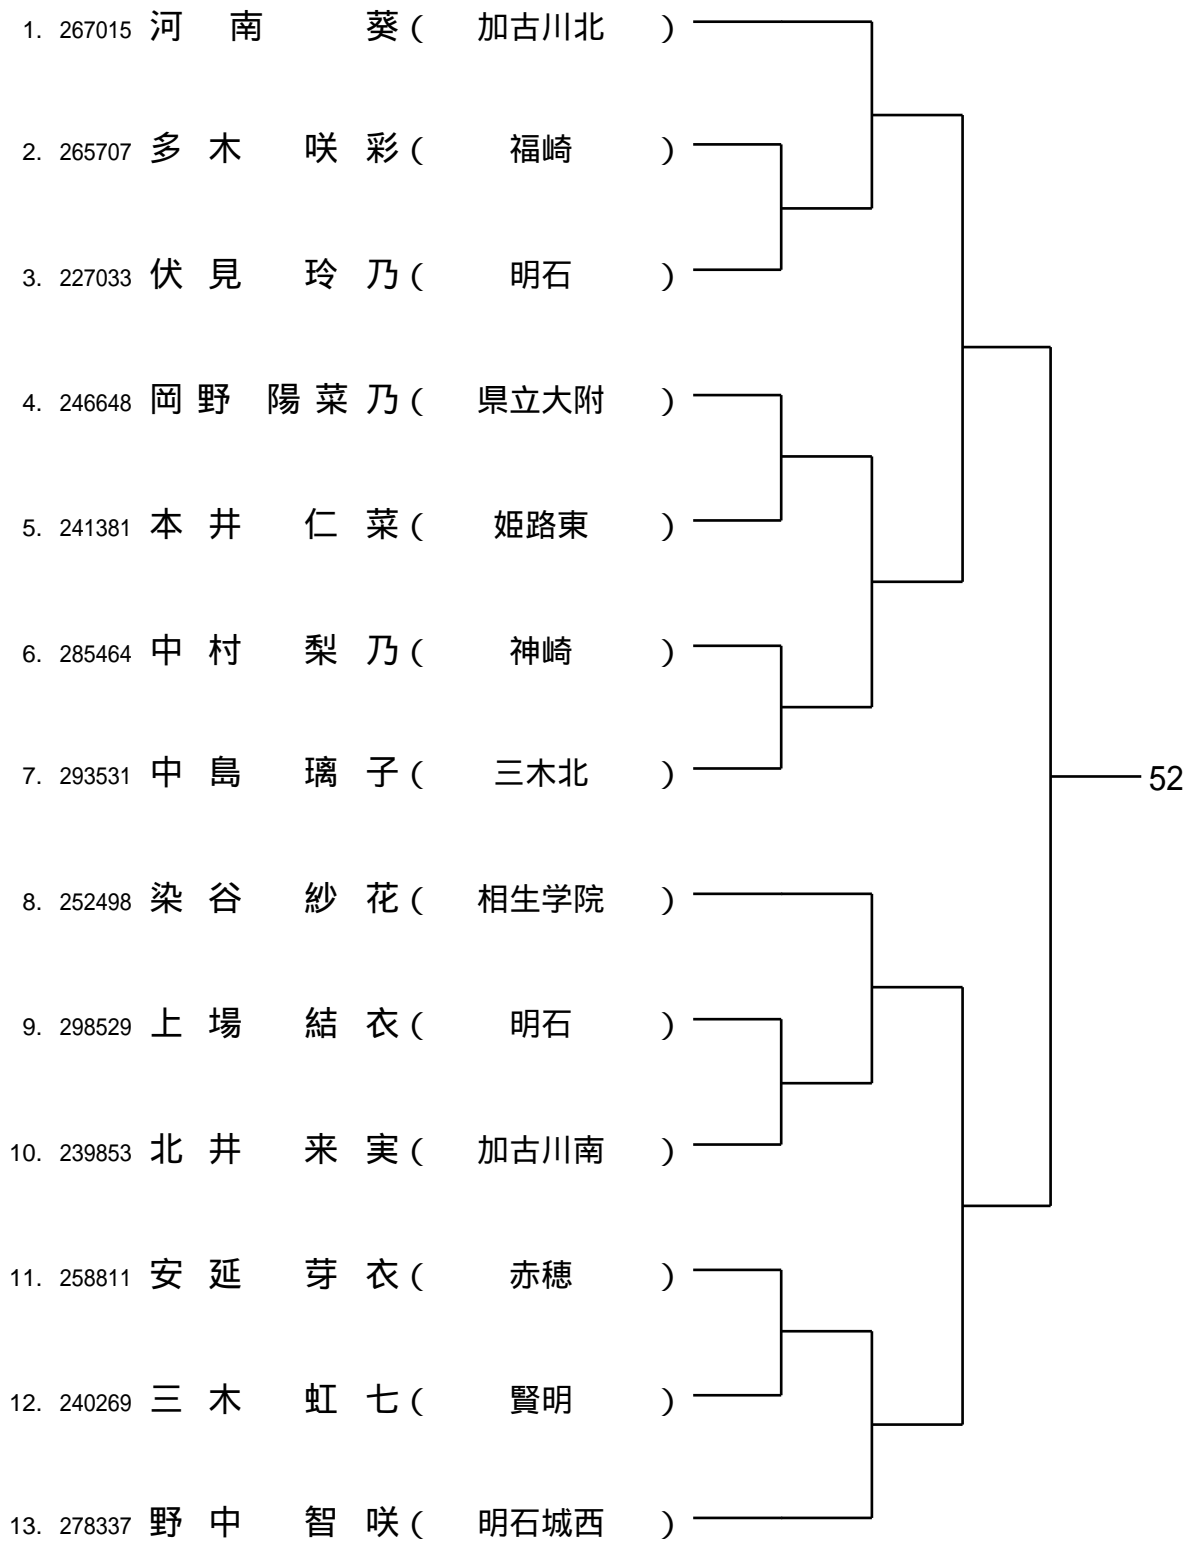 1. 267015 河 南 葵 ( 加古川北 )
2. 265707 多 木 咲 彩 ( 福崎 )
3. 227033 伏 見 玲 乃 ( 明石 )
4. 246648 岡 野 陽 菜 乃 ( 県立大附 )
5. 241381 本 井 仁 菜 ( 姫路東 )
6. 285464 中 村 梨 乃 ( 神崎 )
7. 293531 中 島 璃 子 ( 三木北 )
52
8. 252498 染 谷 紗 花 ( 相生学院 )
9. 298529 上 場 結 衣 ( 明石 )
10. 239853 北 井 来 実 ( 加古川南 )
11. 258811 安 延 芽 衣 ( 赤穂 )
12. 240269 三 木 虹 七 ( 賢明 )
13. 278337 野 中 智 咲 ( 明石城西 )